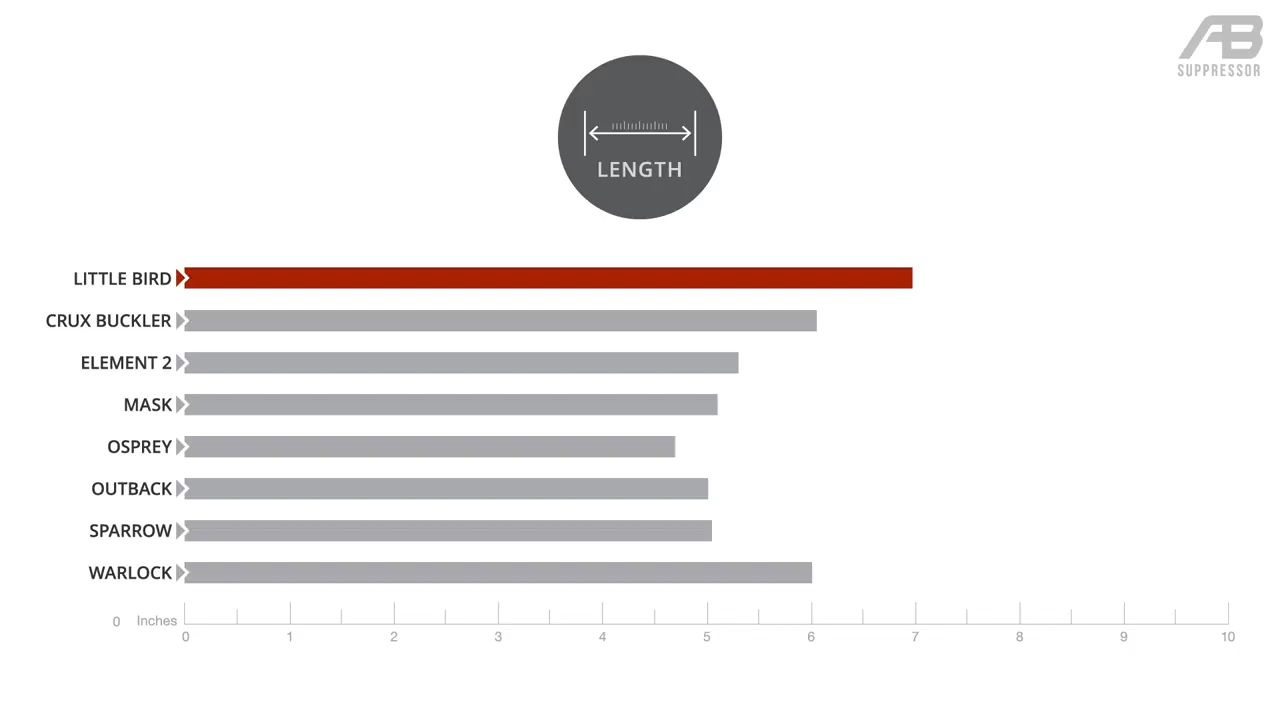 AB
SUPPRESSOR
LENGTH
LITTLE BIRD
CRUX BUCKLER
ELEMENT 2
MASK
OSPREY
OUTBACK
SPARROW
WARLOCK
0 Inches
0 1 2 3 4 5 6 7 8 9 10